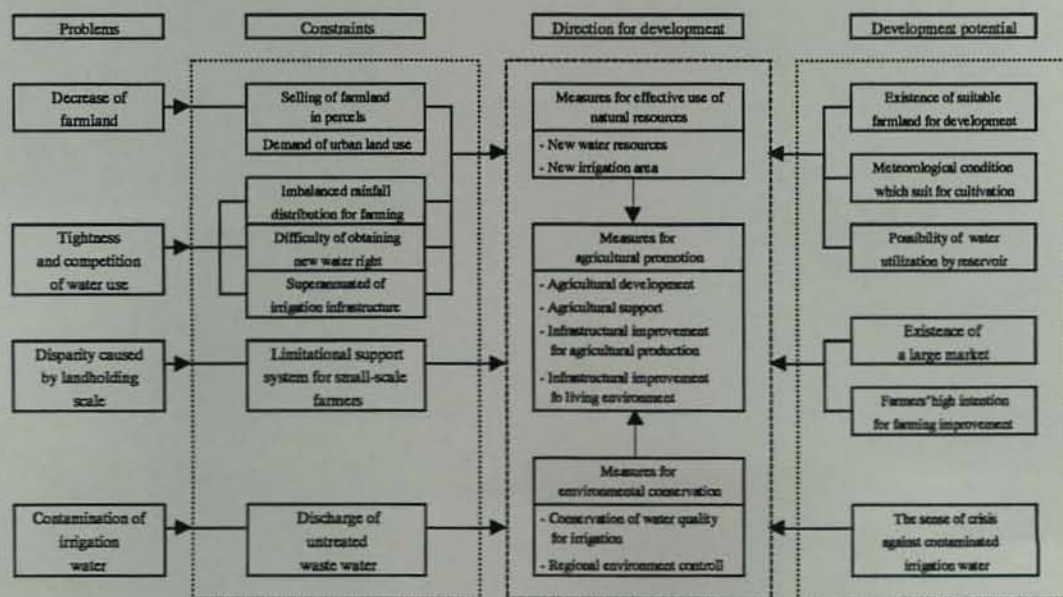 Problems
Constraints
Direction for development
Development potential
Decrease of
farmland
Tightness
and competition
of water use
Disparity caused
by landholding
scale
Contamination of
irrigation
water
Selling of farmland
in percels
Demand of urban land use
Imbalanced rainfall
distribution for farming
Difficulty of obtaining
new water right
Superannuated of
irrigation infrastructure
Limitational support
system for small-scale
farmers
Discharge of
untreated
waste water
Measures for effective use of
natural resources
- New water resources
- New irrigation area
Measures for
agricultural promotion
- Agricultural development
- Agricultural support
- Infrastructural improvement
for agricultural production
- Infrastructural improvement
fo living environment
Measures for
environmental conservation
- Conservation of water quality
for irrigation
- Regional environment controll
Existence of suitable
farmland for development
Meteorological condition
which suit for cultivation
Possibility of water
utilization by reservoir
Existence of
a large market
Farmers' high intention
for farming improvement
The sense of crisis
against contaminated
irrigation water